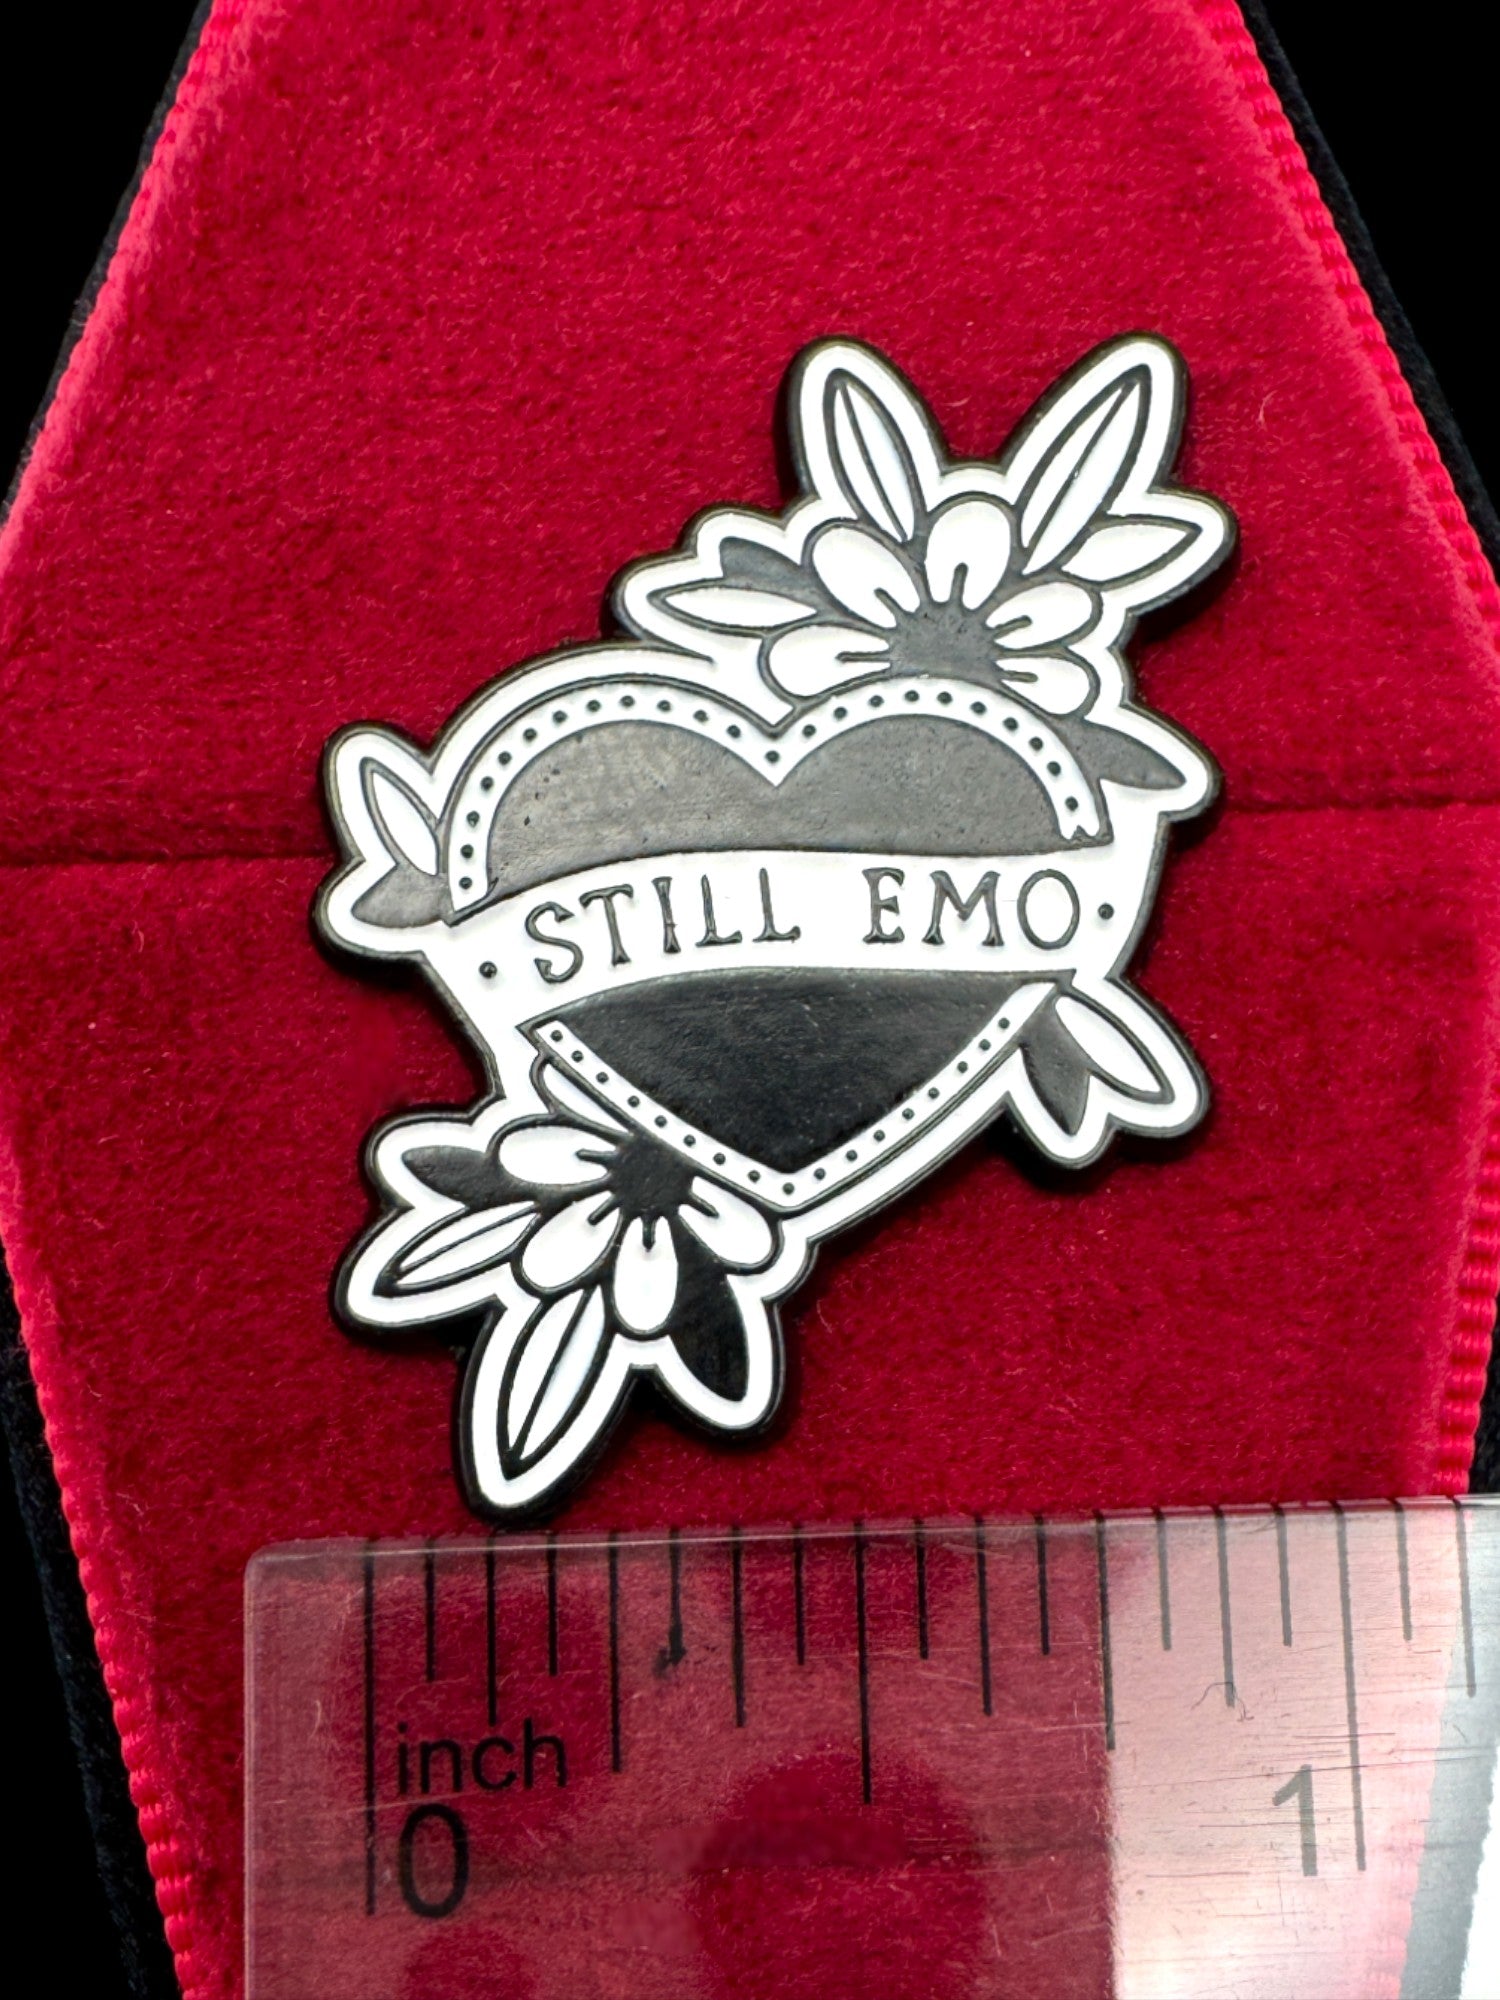 · STILL EMO ·
inch
0
1